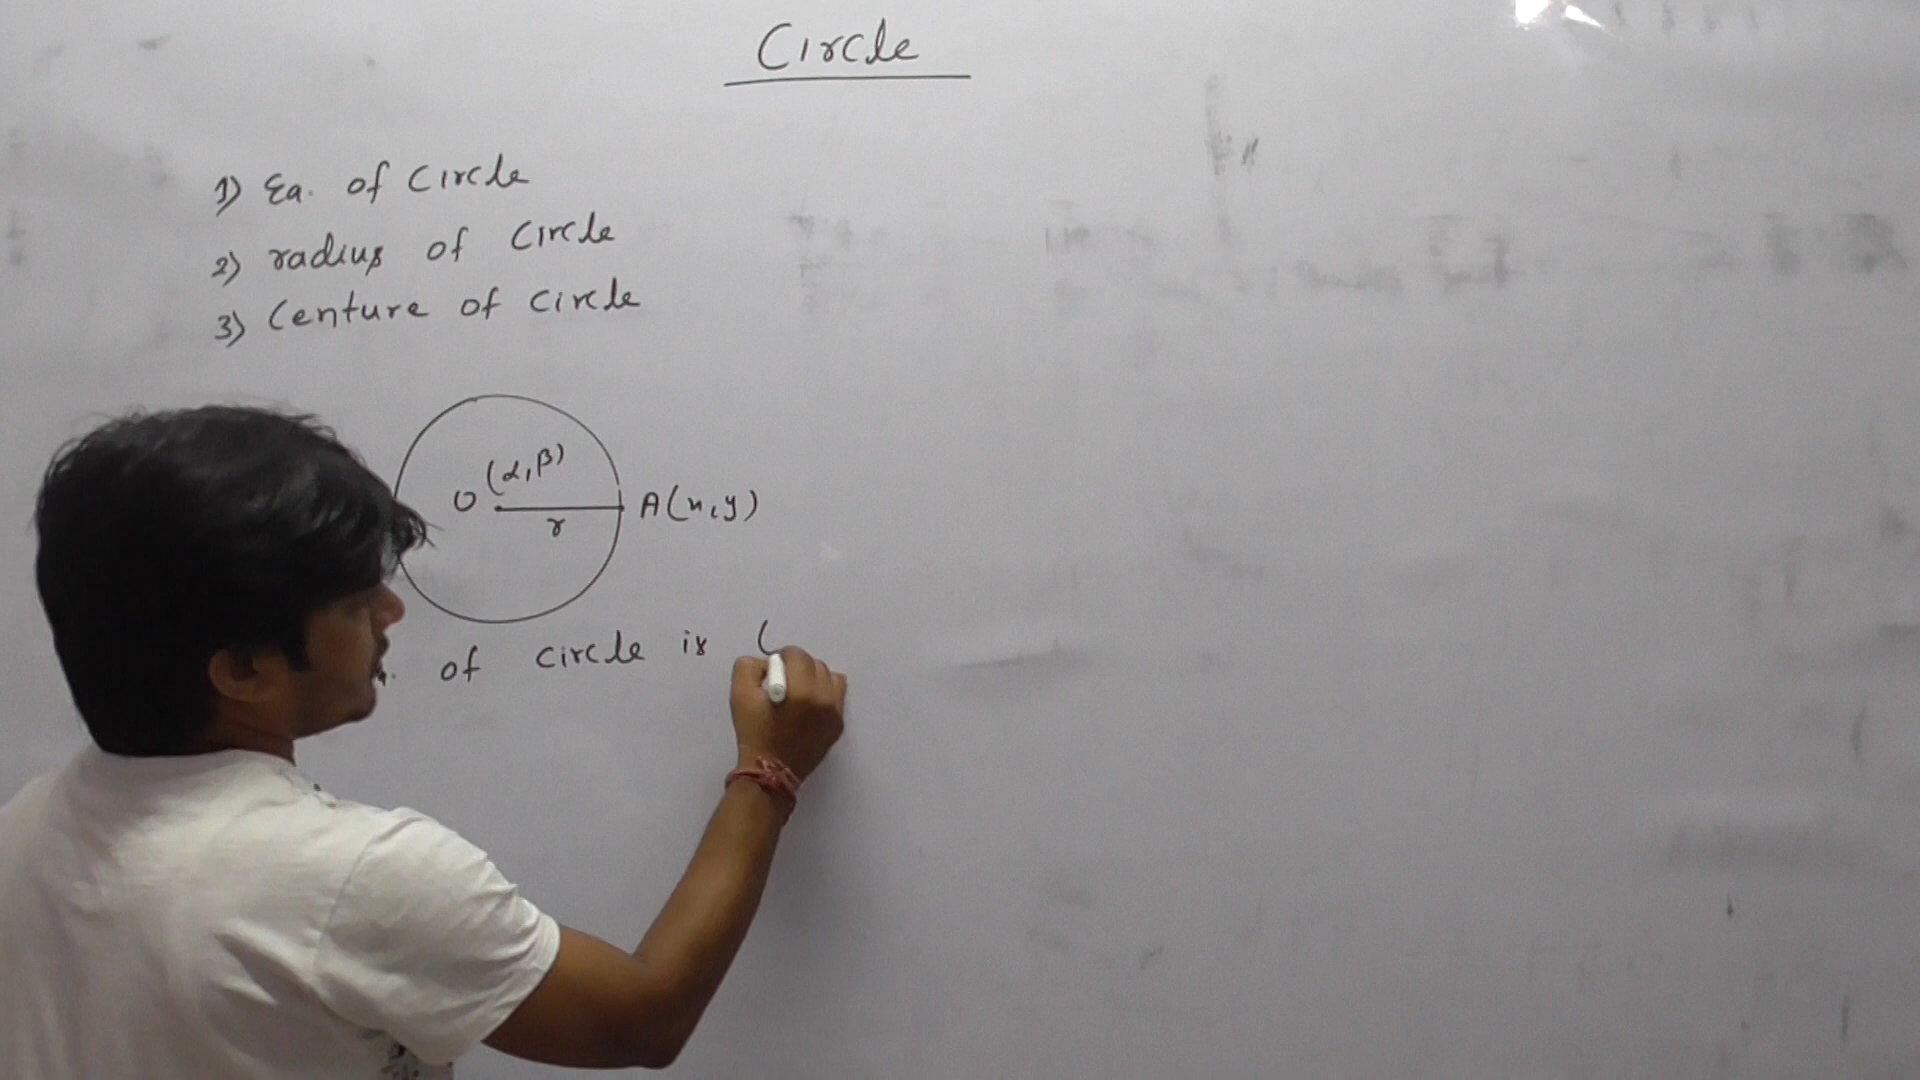 Circle
1) Eq. of Circle
2) radius of Circle
3) Centure of circle
(α, β)
O
r
A(x, y)
of circle is (